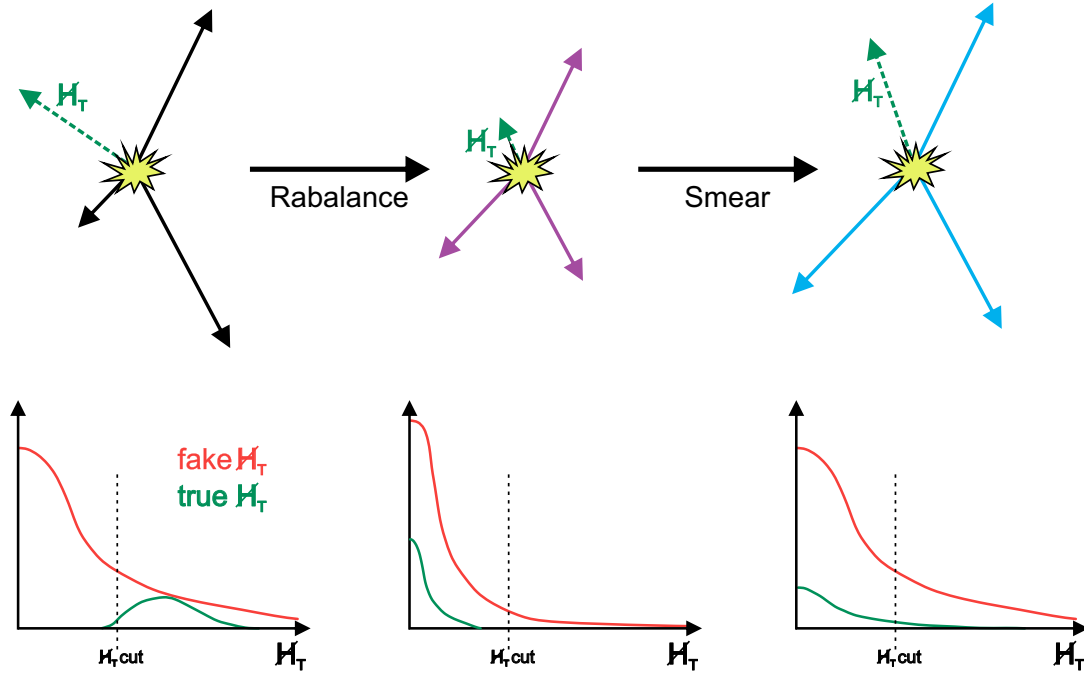 H̸T
H̸T
H̸T
Rabalance
Smear
fake H̸T
true H̸T
H̸T cut
H̸T
H̸T cut
H̸T
H̸T cut
H̸T